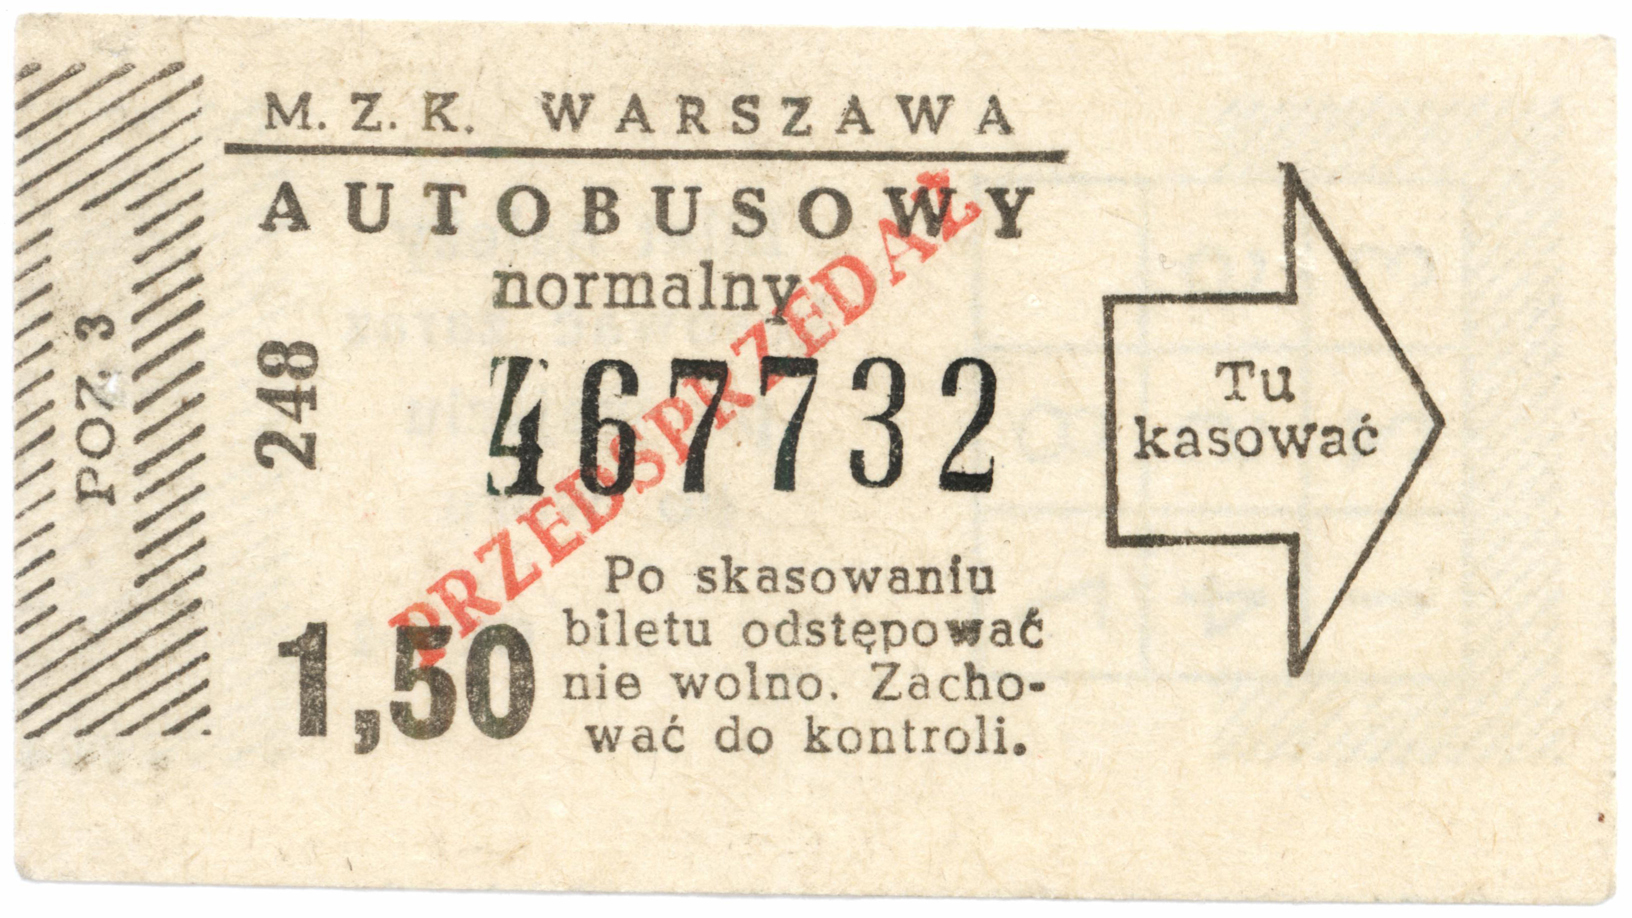 M. Z. K. WARSZAWA
AUTOBUSOWY
normalny
PRZEDSPRZEDAŻ
POZ. 3
248
467732
1,50
Po skasowaniu
biletu odstępować
nie wolno. Zacho-
wać do kontroli.
Tu
kasować